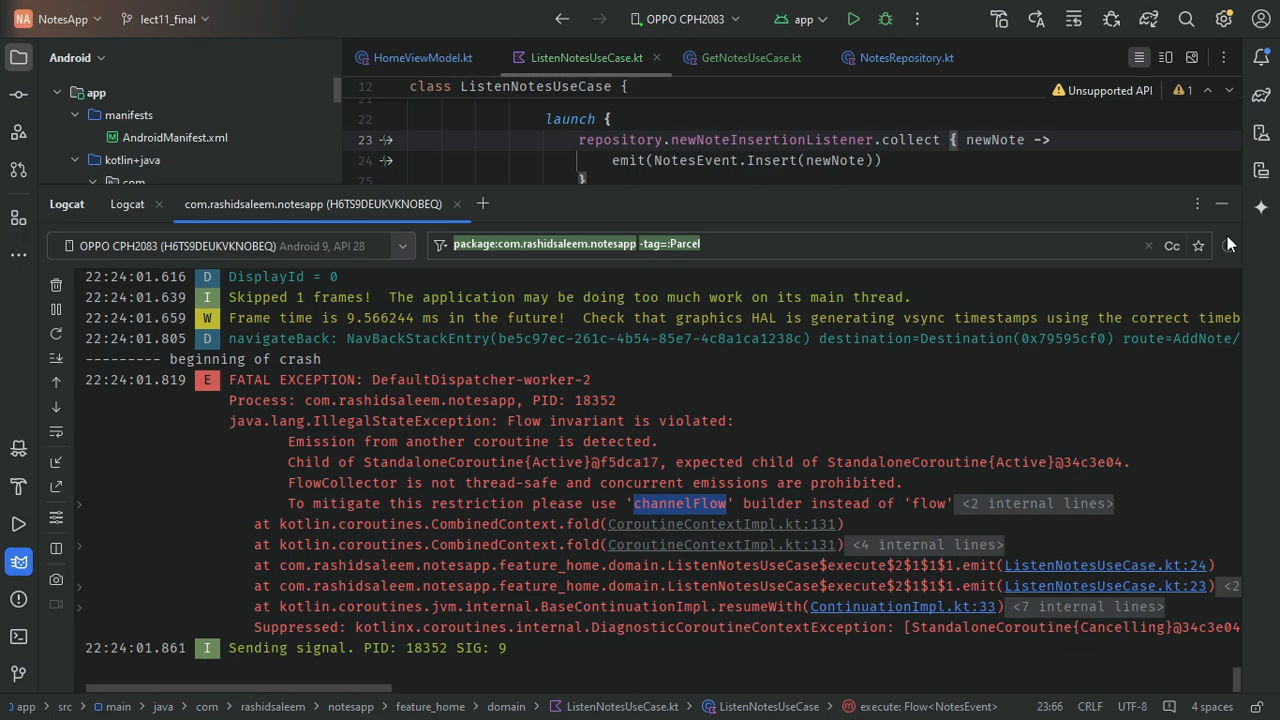 NA NotesApp lect11_final OPPO CPH2083 app
Android
HomeViewModel.kt ListenNotesUseCase.kt GetNotesUseCase.kt NotesRepository.kt
app
manifests
AndroidManifest.xml
kotlin+java
com
12 class ListenNotesUseCase { Unsupported API 1
21
launch {
23 repository.newNoteInsertionListener.collect { newNote ->
24 emit(NotesEvent.Insert(newNote))
25 }
Logcat Logcat com.rashidsaleem.notesapp (H6TS9DEUKVKNOBEQ)
OPPO CPH2083 (H6TS9DEUKVKNOBEQ) Android 9, API 28 package:com.rashidsaleem.notesapp -tag=:Parcel Cc
22:24:01.616 D DisplayId = 0
22:24:01.639 I Skipped 1 frames! The application may be doing too much work on its main thread.
22:24:01.659 W Frame time is 9.566244 ms in the future! Check that graphics HAL is generating vsync timestamps using the correct timeb
22:24:01.805 D navigateBack: NavBackStackEntry(be5c97ec-261c-4b54-85e7-4c8a1ca1238c) destination=Destination(0x79595cf0) route=AddNote/
--------- beginning of crash
22:24:01.819 E FATAL EXCEPTION: DefaultDispatcher-worker-2
Process: com.rashidsaleem.notesapp, PID: 18352
java.lang.IllegalStateException: Flow invariant is violated:
Emission from another coroutine is detected.
Child of StandaloneCoroutine{Active}@f5dca17, expected child of StandaloneCoroutine{Active}@34c3e04.
FlowCollector is not thread-safe and concurrent emissions are prohibited.
To mitigate this restriction please use 'channelFlow' builder instead of 'flow' <2 internal lines>
at kotlin.coroutines.CombinedContext.fold(CoroutineContextImpl.kt:131)
at kotlin.coroutines.CombinedContext.fold(CoroutineContextImpl.kt:131) <4 internal lines>
at com.rashidsaleem.notesapp.feature_home.domain.ListenNotesUseCase$execute$2$1$1$1.emit(ListenNotesUseCase.kt:24)
at com.rashidsaleem.notesapp.feature_home.domain.ListenNotesUseCase$execute$2$1$1$1.emit(ListenNotesUseCase.kt:23) <2
at kotlin.coroutines.jvm.internal.BaseContinuationImpl.resumeWith(ContinuationImpl.kt:33) <7 internal lines>
Suppressed: kotlinx.coroutines.internal.DiagnosticCoroutineContextException: [StandaloneCoroutine{Cancelling}@34c3e04
22:24:01.861 I Sending signal. PID: 18352 SIG: 9
app src main java com rashidsaleem notesapp feature_home domain ListenNotesUseCase.kt ListenNotesUseCase execute: Flow<NotesEvent> 23:66 CRLF UTF-8 4 spaces